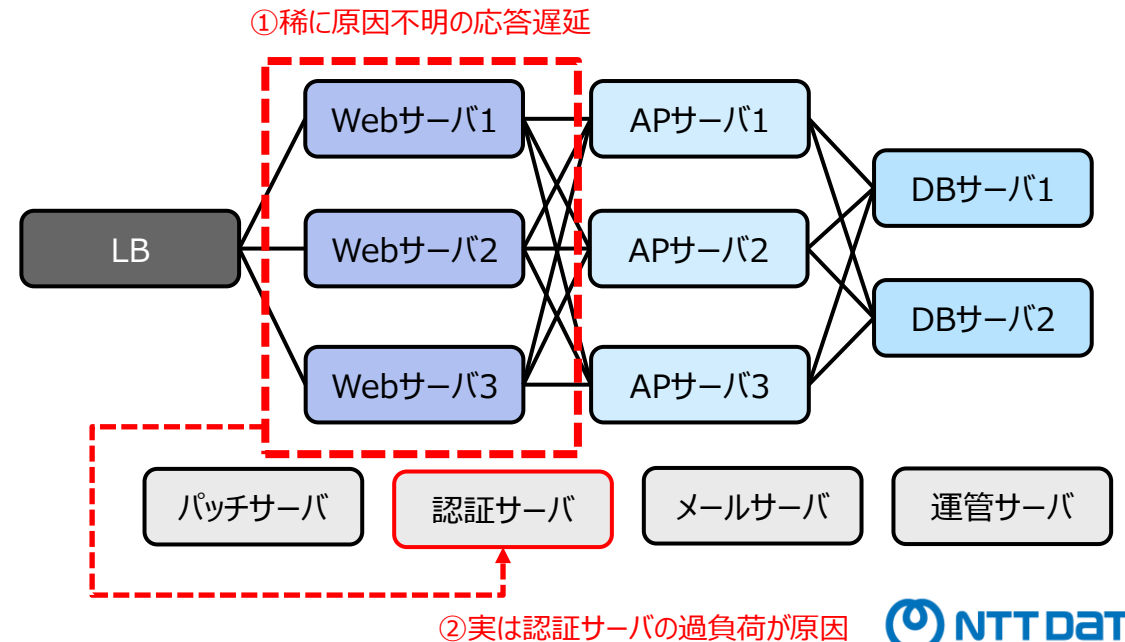 ①稀に原因不明の応答遅延
Webサーバ1
APサーバ1
DBサーバ1
LB
Webサーバ2
APサーバ2
DBサーバ2
Webサーバ3
APサーバ3
パッチサーバ
認証サーバ
メールサーバ
運管サーバ
②実は認証サーバの過負荷が原因
NTT DaT